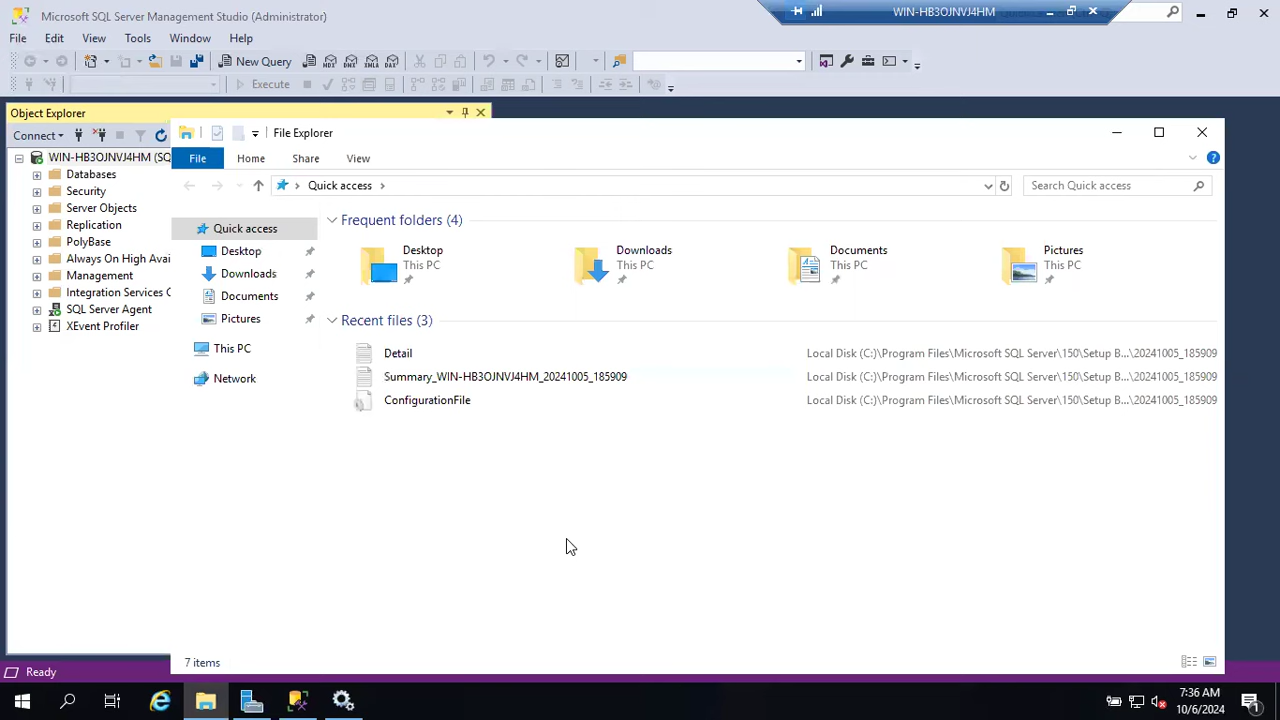 Microsoft SQL Server Management Studio (Administrator)
WIN-HB3OJNVJ4HM
File Edit View Tools Window Help
New Query
Execute
Object Explorer
Connect
WIN-HB3OJNVJ4HM (SQ
Databases
Security
Server Objects
Replication
PolyBase
Always On High Avai
Management
Integration Services C
SQL Server Agent
XEvent Profiler
File Explorer
File Home Share View
Quick access
Search Quick access
Quick access
Desktop
Downloads
Documents
Pictures
This PC
Network
Frequent folders (4)
Desktop
This PC
Downloads
This PC
Documents
This PC
Pictures
This PC
Recent files (3)
Detail Local Disk (C:)\Program Files\Microsoft SQL Server\150\Setup B...\20241005_185909
Summary_WIN-HB3OJNVJ4HM_20241005_185909 Local Disk (C:)\Program Files\Microsoft SQL Server\150\Setup B...\20241005_185909
ConfigurationFile Local Disk (C:)\Program Files\Microsoft SQL Server\150\Setup B...\20241005_185909
7 items
Ready
7:36 AM
10/6/2024
1